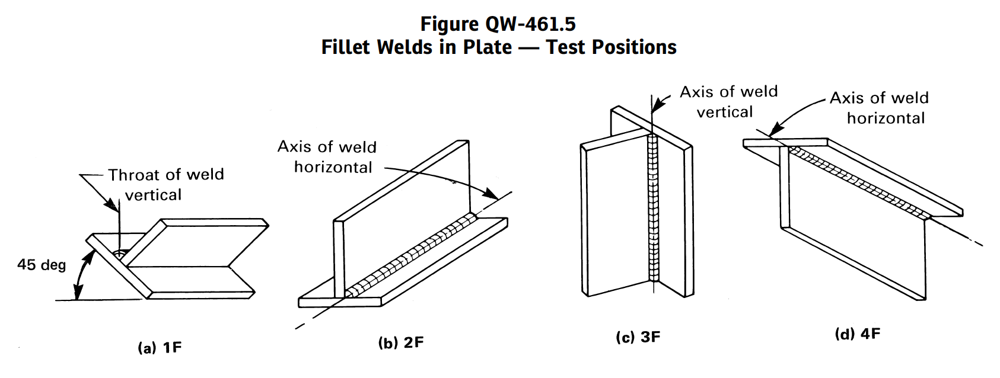 Figure QW-461.5
Fillet Welds in Plate — Test Positions
Throat of weld
vertical
45 deg
(a) 1F
Axis of weld
horizontal
(b) 2F
Axis of weld
vertical
(c) 3F
Axis of weld
horizontal
(d) 4F